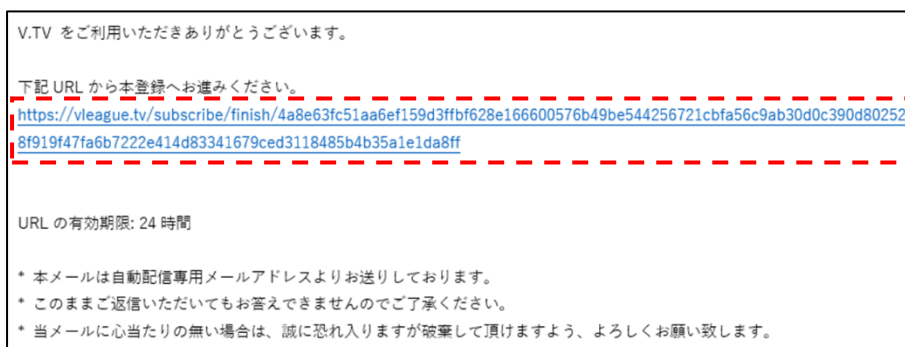 V.TV をご利用いただきありがとうございます。
下記 URL から本登録へお進みください。
https://vleague.tv/subscribe/finish/4a8e63fc51aa6ef159d3ffbf628e166600576b49be544256721cbfa56c9ab30d0c390d80252
8f919f47fa6b7222e414d83341679ced3118485b4b35a1e1da8ff
URL の有効期限: 24 時間
* 本メールは自動配信専用メールアドレスよりお送りしております。
* このままご返信いただいてもお答えできませんのでご了承ください。
* 当メールに心当たりの無い場合は、誠に恐れ入りますが破棄して頂けますよう、よろしくお願い致します。